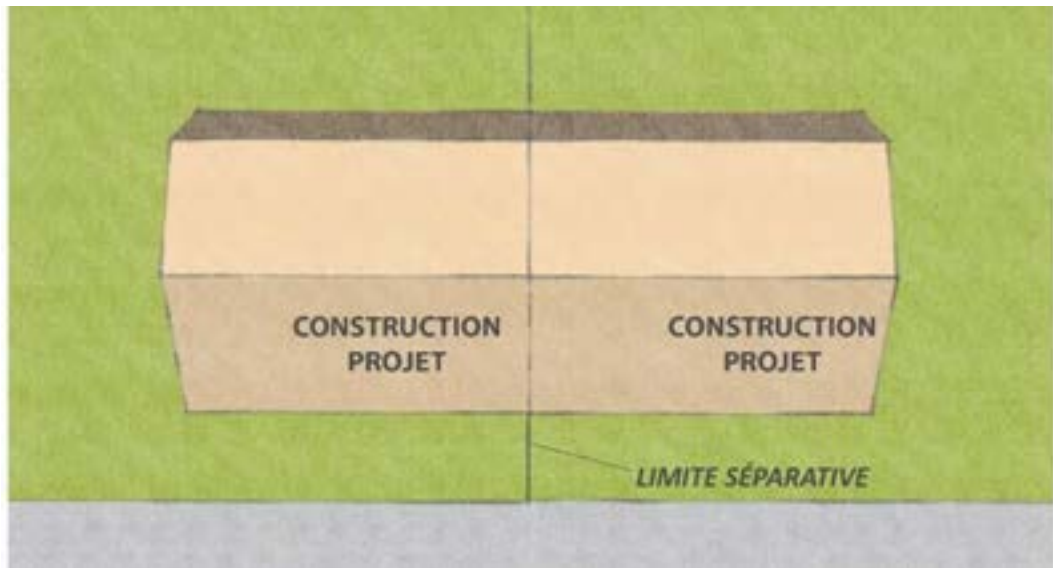 CONSTRUCTION
PROJET
CONSTRUCTION
PROJET
LIMITE SÉPARATIVE